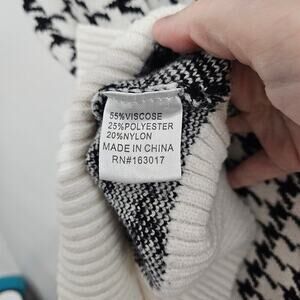 55%VISCOSE
25%POLYESTER
20%NYLON
MADE IN CHINA
RN#163017